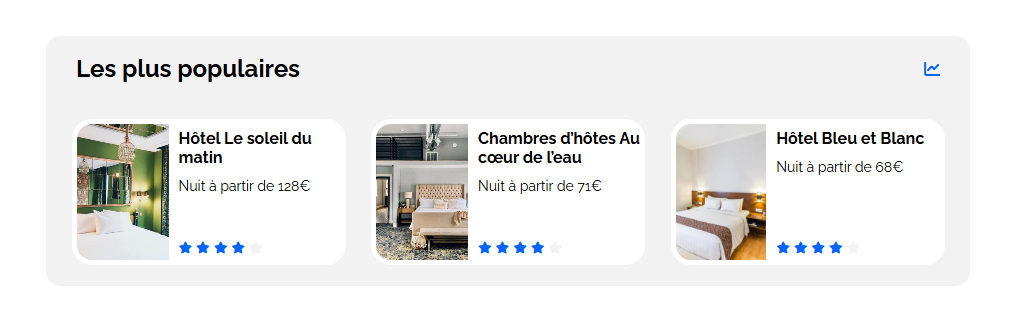 Les plus populaires
Hôtel Le soleil du
matin
Nuit à partir de 128€
Chambres d'hôtes Au
cœur de l'eau
Nuit à partir de 71€
Hôtel Bleu et Blanc
Nuit à partir de 68€